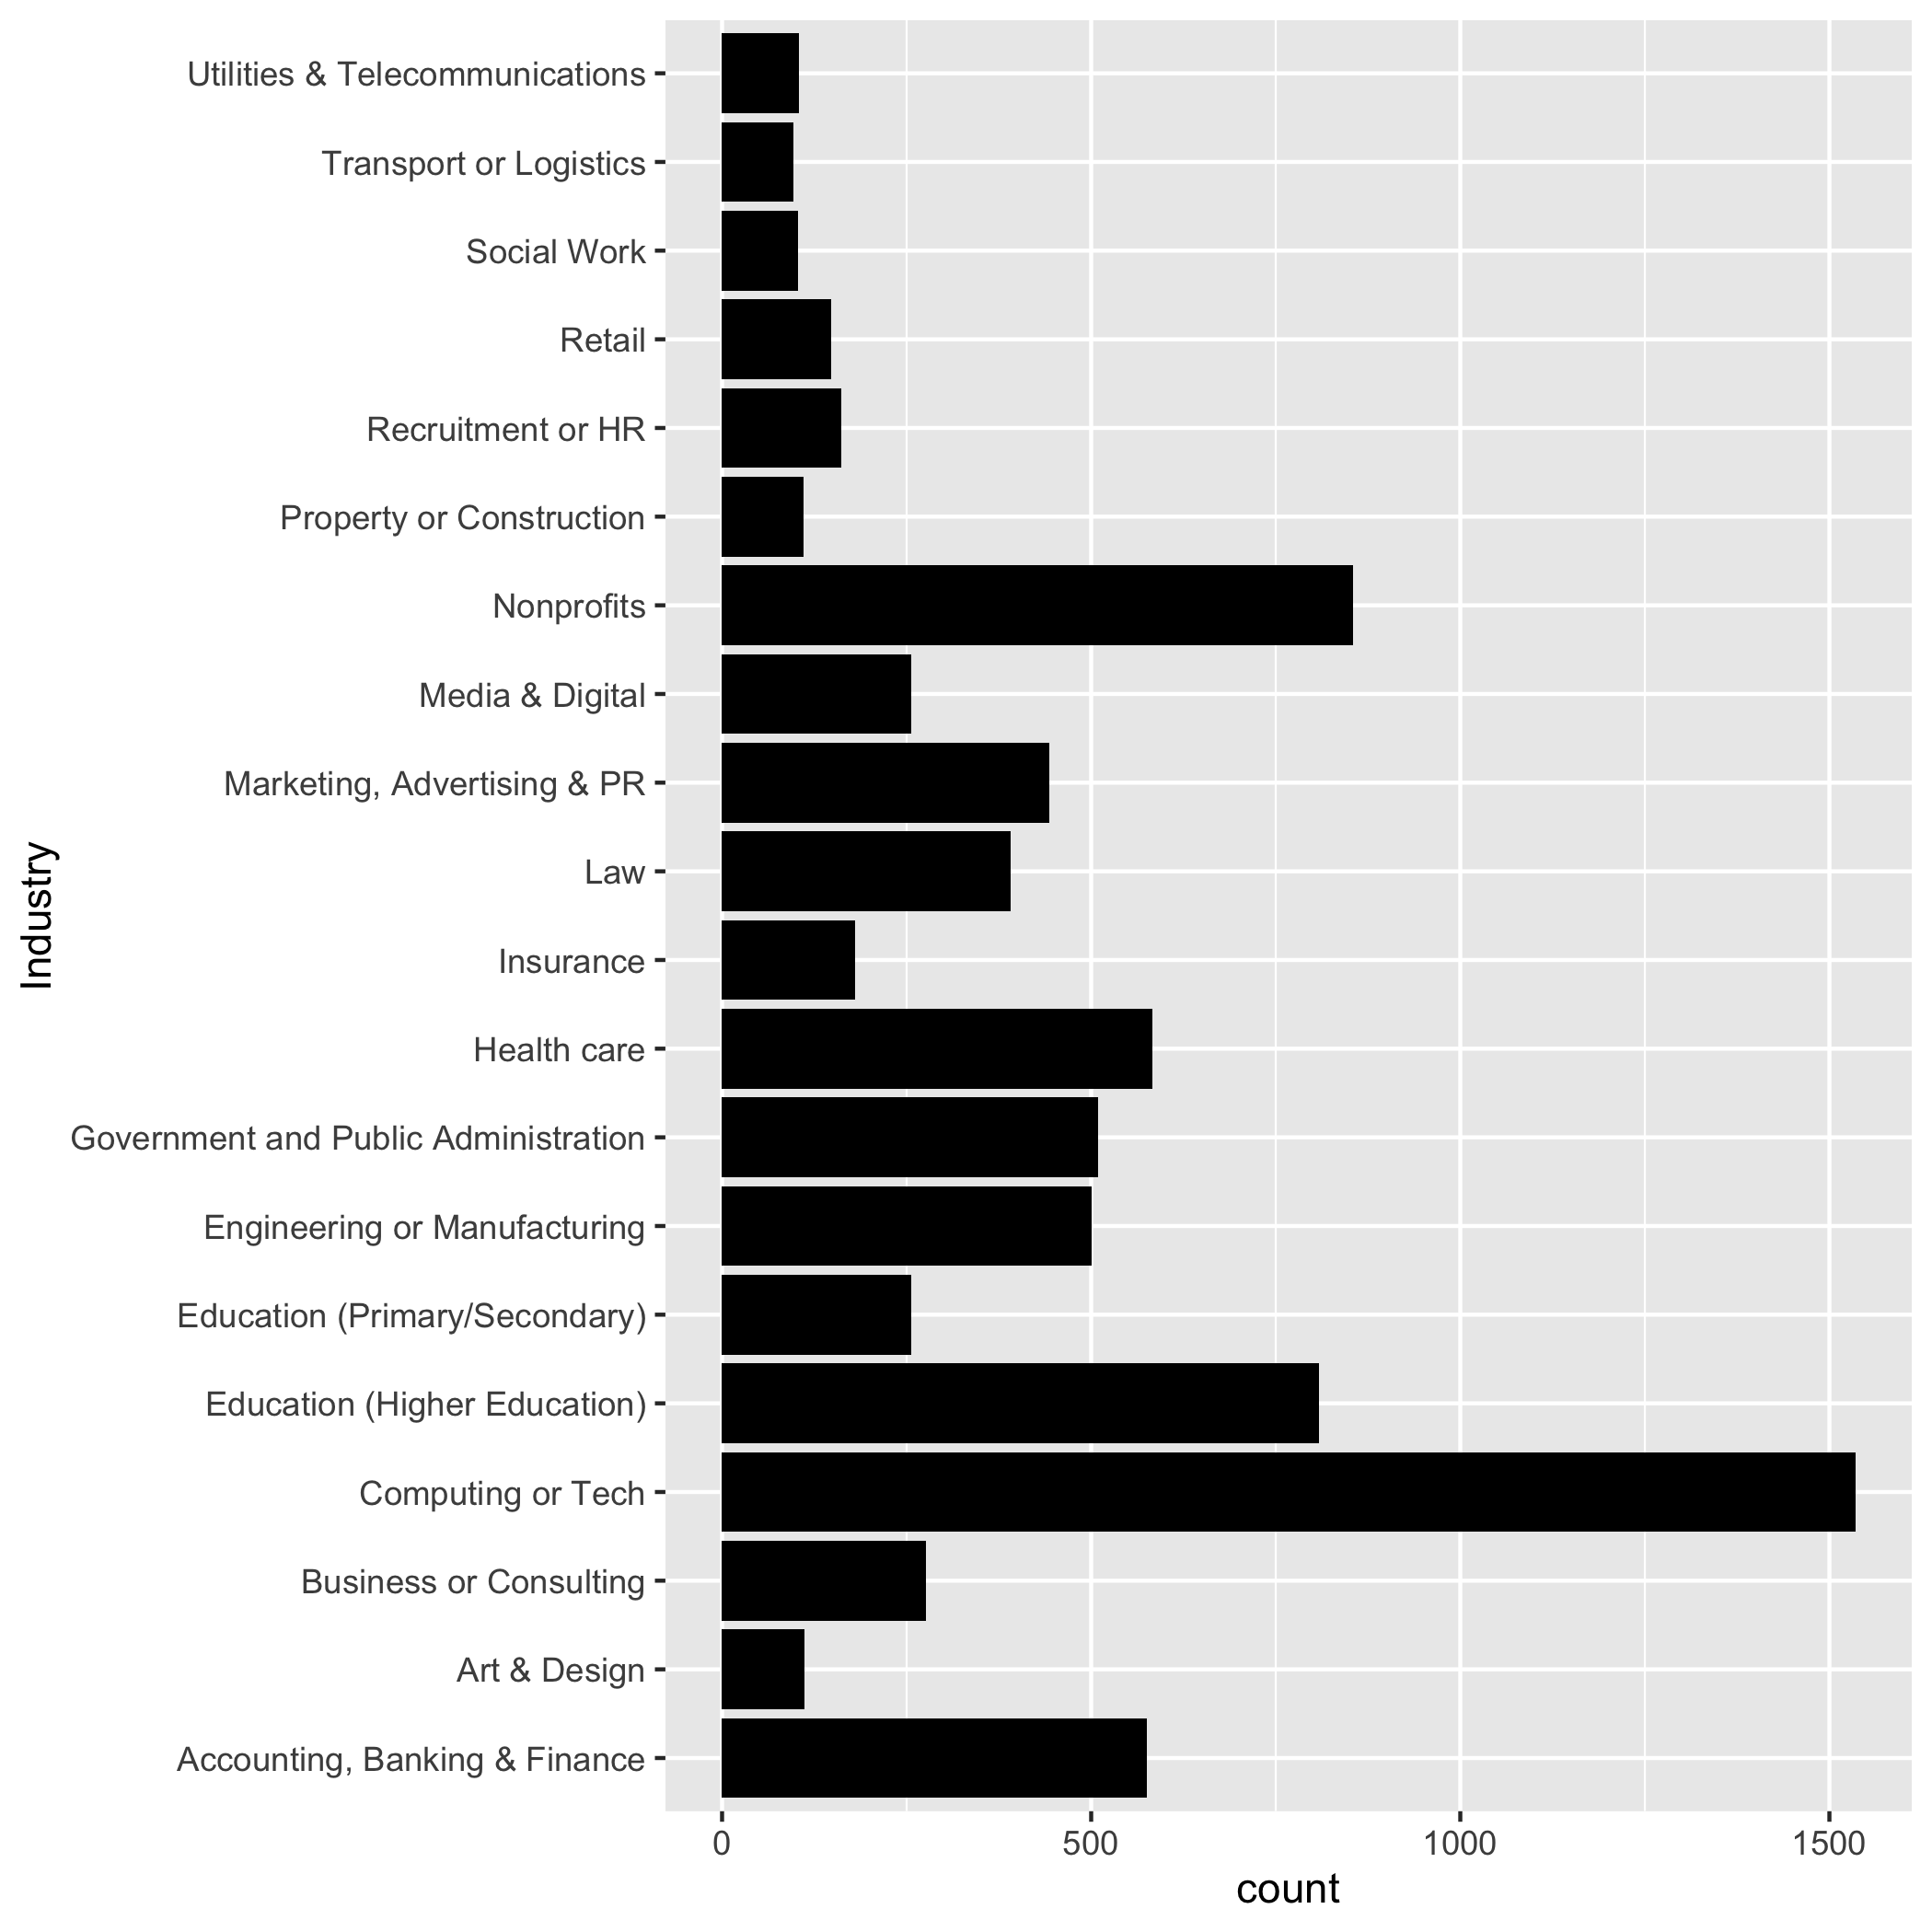 Utilities & Telecommunications
Transport or Logistics
Social Work
Retail
Recruitment or HR
Property or Construction
Nonprofits
Media & Digital
Marketing, Advertising & PR
Law
Insurance
Health care
Government and Public Administration
Engineering or Manufacturing
Education (Primary/Secondary)
Education (Higher Education)
Computing or Tech
Business or Consulting
Art & Design
Accounting, Banking & Finance
Industry
0 500 1000 1500
count